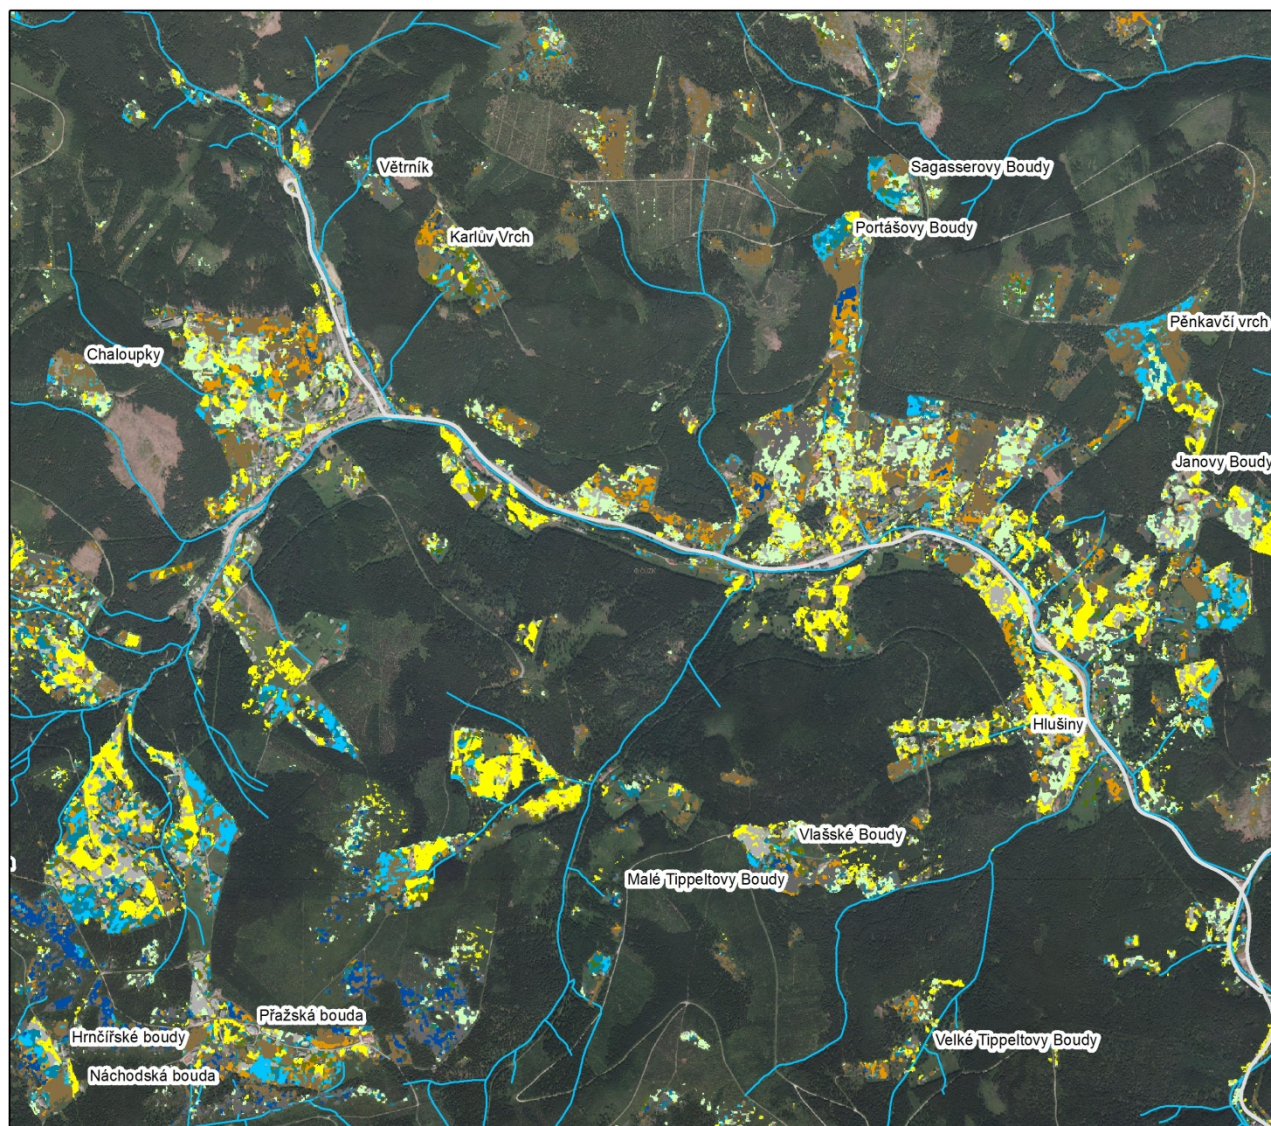 Větrník
Sagasserovy Boudy
Portášovy Boudy
Karlův Vrch
Pěnkavčí vrch
Chaloupky
Janovy Boudy
Hlušiny
Vlašské Boudy
Malé Tippeltovy Boudy
Přažská bouda
Hrnčířské boudy
Velké Tippeltovy Boudy
Náchodská bouda